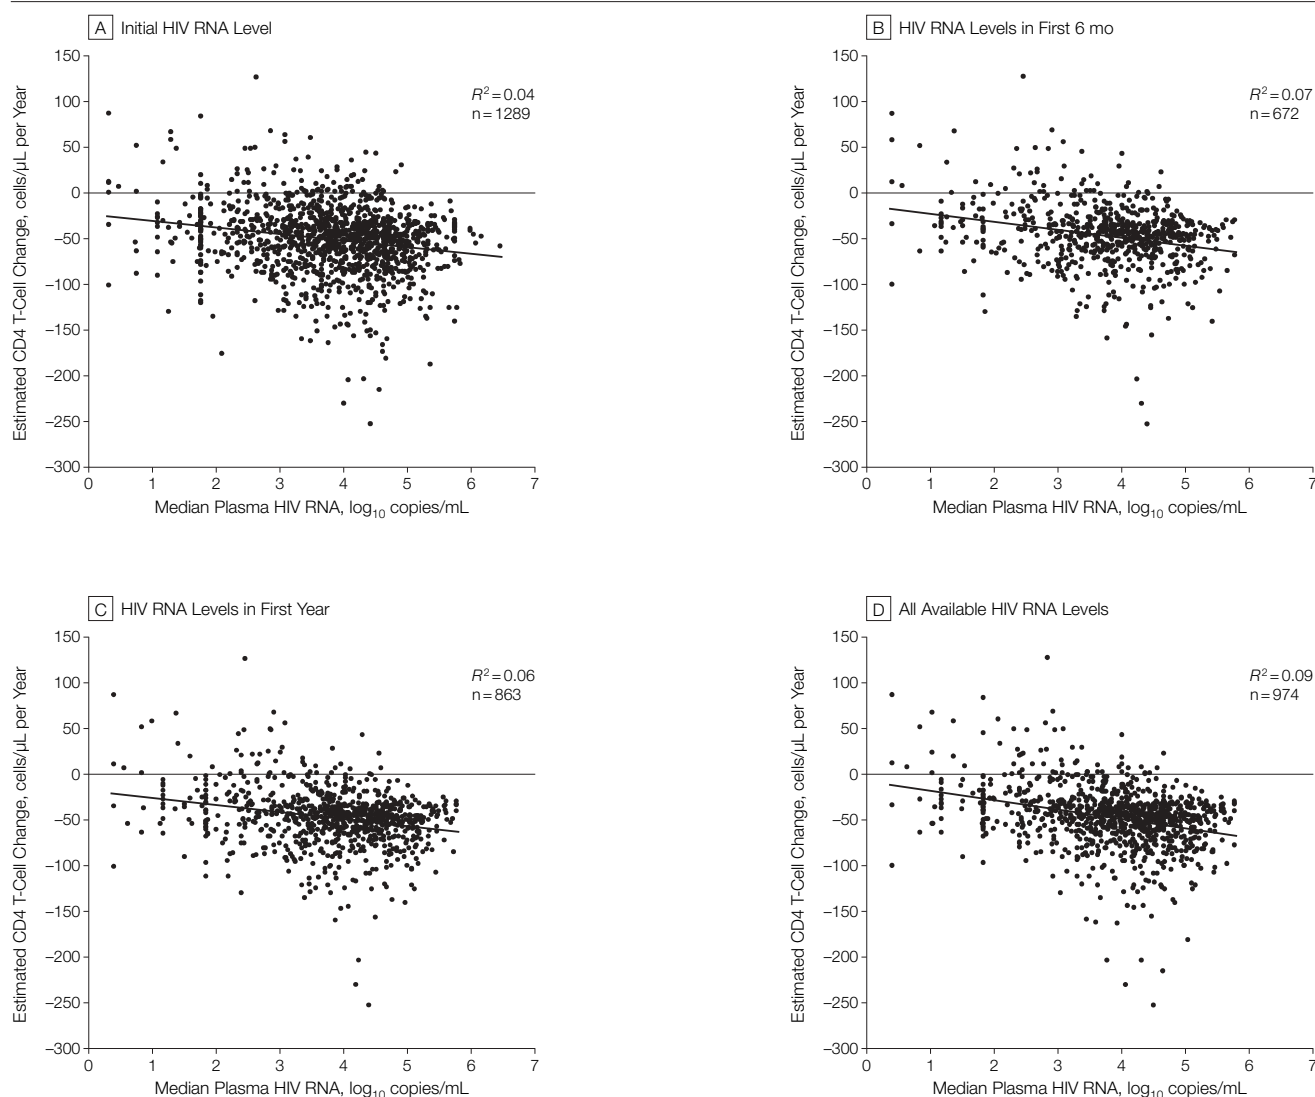 A Initial HIV RNA Level
150
100
50
0
–50
–100
–150
–200
–250
–300
Estimated CD4 T-Cell Change, cells/µL per Year
R² = 0.04
n = 1289
0 1 2 3 4 5 6 7
Median Plasma HIV RNA, log₁₀ copies/mL
B HIV RNA Levels in First 6 mo
150
100
50
0
–50
–100
–150
–200
–250
–300
Estimated CD4 T-Cell Change, cells/µL per Year
R² = 0.07
n = 672
0 1 2 3 4 5 6 7
Median Plasma HIV RNA, log₁₀ copies/mL
C HIV RNA Levels in First Year
150
100
50
0
–50
–100
–150
–200
–250
–300
Estimated CD4 T-Cell Change, cells/µL per Year
R² = 0.06
n = 863
0 1 2 3 4 5 6 7
Median Plasma HIV RNA, log₁₀ copies/mL
D All Available HIV RNA Levels
150
100
50
0
–50
–100
–150
–200
–250
–300
Estimated CD4 T-Cell Change, cells/µL per Year
R² = 0.09
n = 974
0 1 2 3 4 5 6 7
Median Plasma HIV RNA, log₁₀ copies/mL